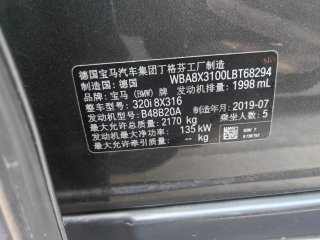 德国宝马汽车集团丁格芬工厂制造
制造国：德国 WBA8X3100LBT68294
品牌：宝马（BMW）牌 发动机排量：1998 mL
整车型号：320i 8X316
发动机型号：B48B20A 制造年月：2019-07
最大允许总质量：2170 kg 乘坐人数：5
发动机最大净功率：135 kW
最大允许牵引质量：-- kg